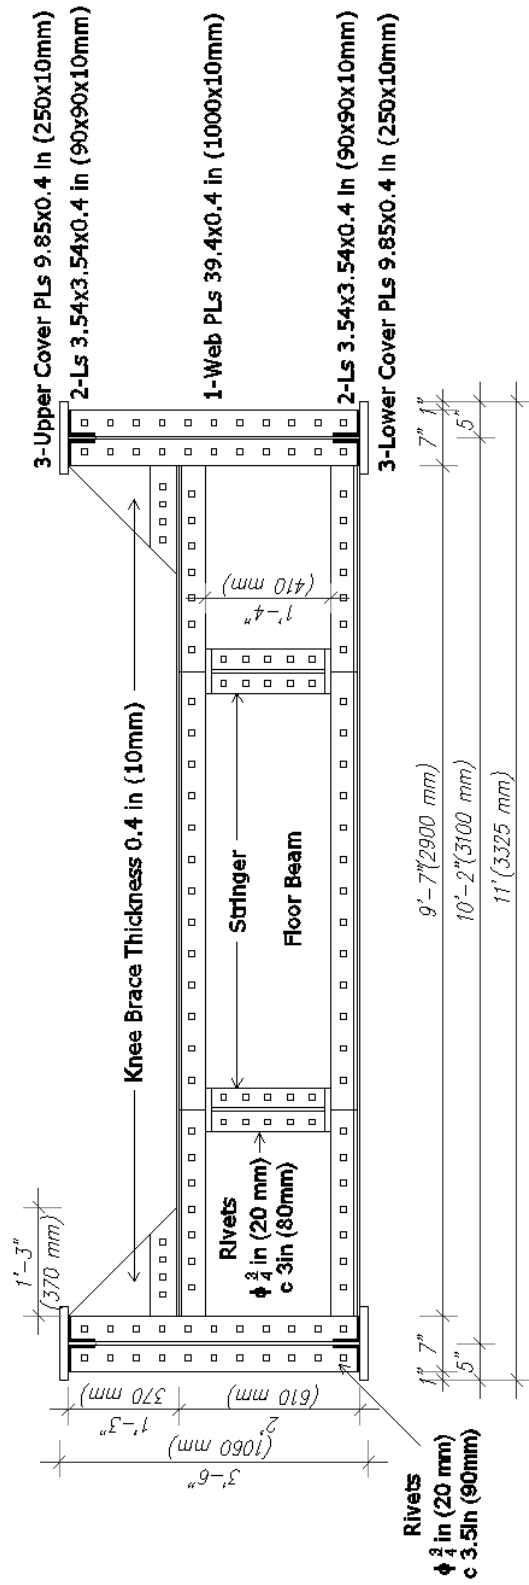 3-Upper Cover PLs 9.85x0.4 in (250x10mm)
2-Ls 3.54x3.54x0.4 in (90x90x10mm)
1-Web PLs 39.4x0.4 in (1000x10mm)
2-Ls 3.54x3.54x0.4 in (90x90x10mm)
3-Lower Cover PLs 9.85x0.4 in (250x10mm)
Knee Brace Thickness 0.4 in (10mm)
1'-3"
(370 mm)
1'-4"
(410 mm)
Stringer
Floor Beam
Rivets
ϕ 3/4 in (20 mm)
c 3in (80mm)
3'-6"
(1060 mm)
1'-3"
(370 mm)
2'
(610 mm)
1" 7"
9'-7"(2900 mm)
7" 1"
5"
10'-2"(3100 mm)
5"
11'(3325 mm)
Rivets
ϕ 3/4 in (20 mm)
c 3.5in (90mm)